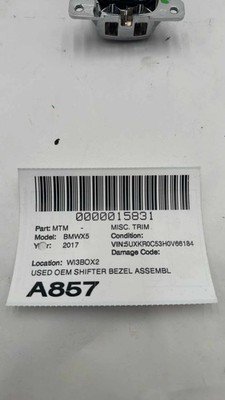 0000015831
Part: MTM - MISC. TRIM
Model: BMWX5 Condition:
Year: 2017 VIN:5UXKR0C53H0V66184
Damage Code:
Location: WI3BOX2
USED OEM SHIFTER BEZEL ASSEMBL
A857